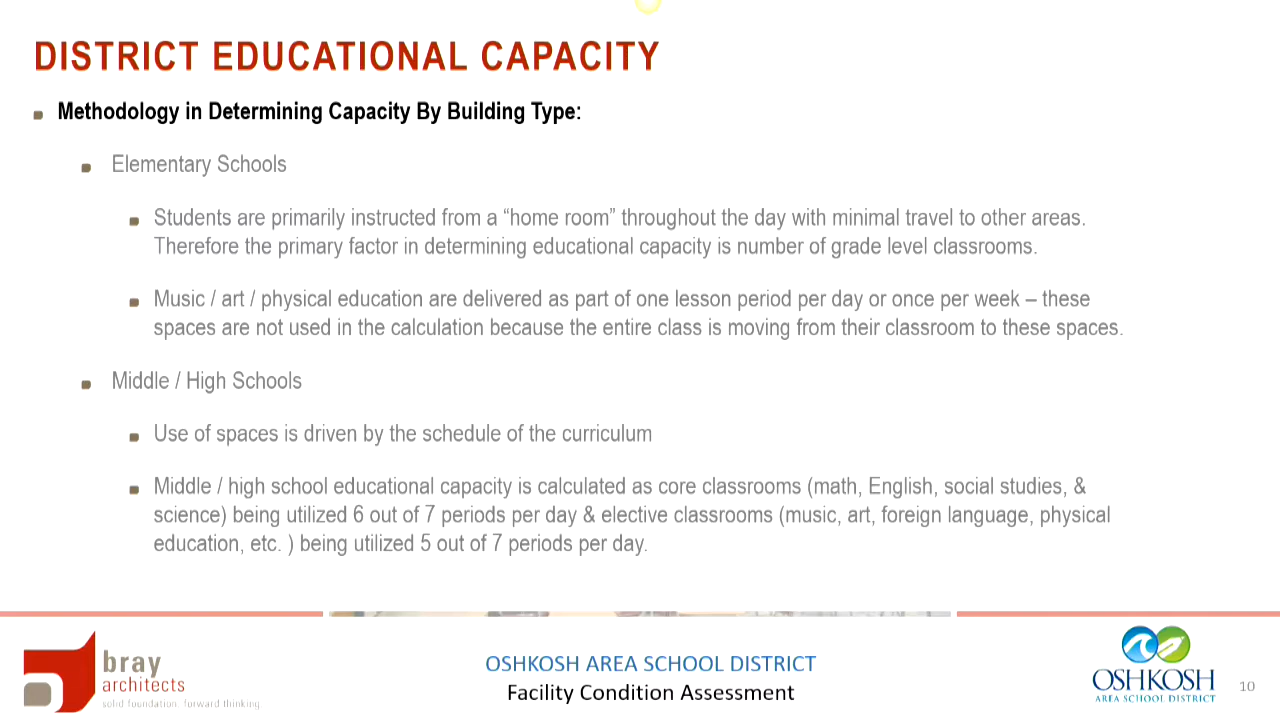 DISTRICT EDUCATIONAL CAPACITY
Methodology in Determining Capacity By Building Type:
Elementary Schools
Students are primarily instructed from a “home room” throughout the day with minimal travel to other areas.
Therefore the primary factor in determining educational capacity is number of grade level classrooms.
Music / art / physical education are delivered as part of one lesson period per day or once per week – these
spaces are not used in the calculation because the entire class is moving from their classroom to these spaces.
Middle / High Schools
Use of spaces is driven by the schedule of the curriculum
Middle / high school educational capacity is calculated as core classrooms (math, English, social studies, &
science) being utilized 6 out of 7 periods per day & elective classrooms (music, art, foreign language, physical
education, etc. ) being utilized 5 out of 7 periods per day.
bray
architects
solid foundation. forward thinking
OSHKOSH AREA SCHOOL DISTRICT
Facility Condition Assessment
OSHKOSH
AREA SCHOOL DISTRICT
10